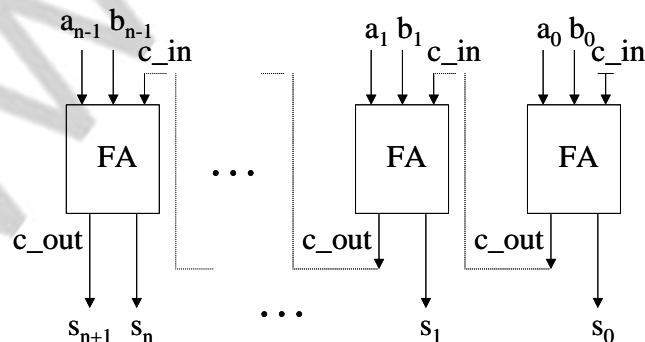 a_{n-1} b_{n-1} a_1 b_1 a_0 b_0
c_in c_in c_in
FA ... FA FA
c_out c_out c_out
...
s_{n+1} s_n s_1 s_0